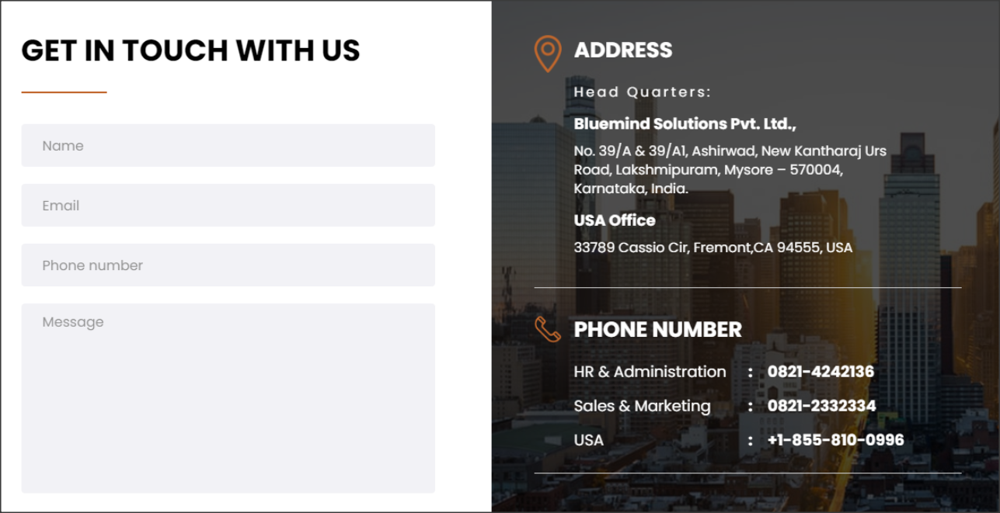 GET IN TOUCH WITH US
Name
Email
Phone number
Message
ADDRESS
Head Quarters:
Bluemind Solutions Pvt. Ltd.,
No. 39/A & 39/A1, Ashirwad, New Kantharaj Urs
Road, Lakshmipuram, Mysore – 570004,
Karnataka, India.
USA Office
33789 Cassio Cir, Fremont,CA 94555, USA
PHONE NUMBER
HR & Administration : 0821-4242136
Sales & Marketing : 0821-2332334
USA : +1-855-810-0996